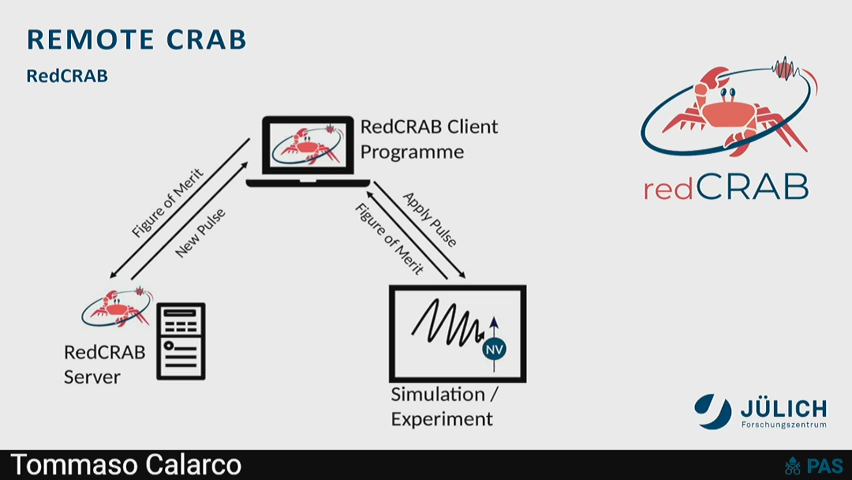 REMOTE CRAB
RedCRAB
RedCRAB Client
Programme
Figure of Merit
New Pulse
Apply Pulse
Figure of Merit
redCRAB
RedCRAB
Server
NV
Simulation /
Experiment
JÜLICH
Forschungszentrum
Tommaso Calarco
PAS